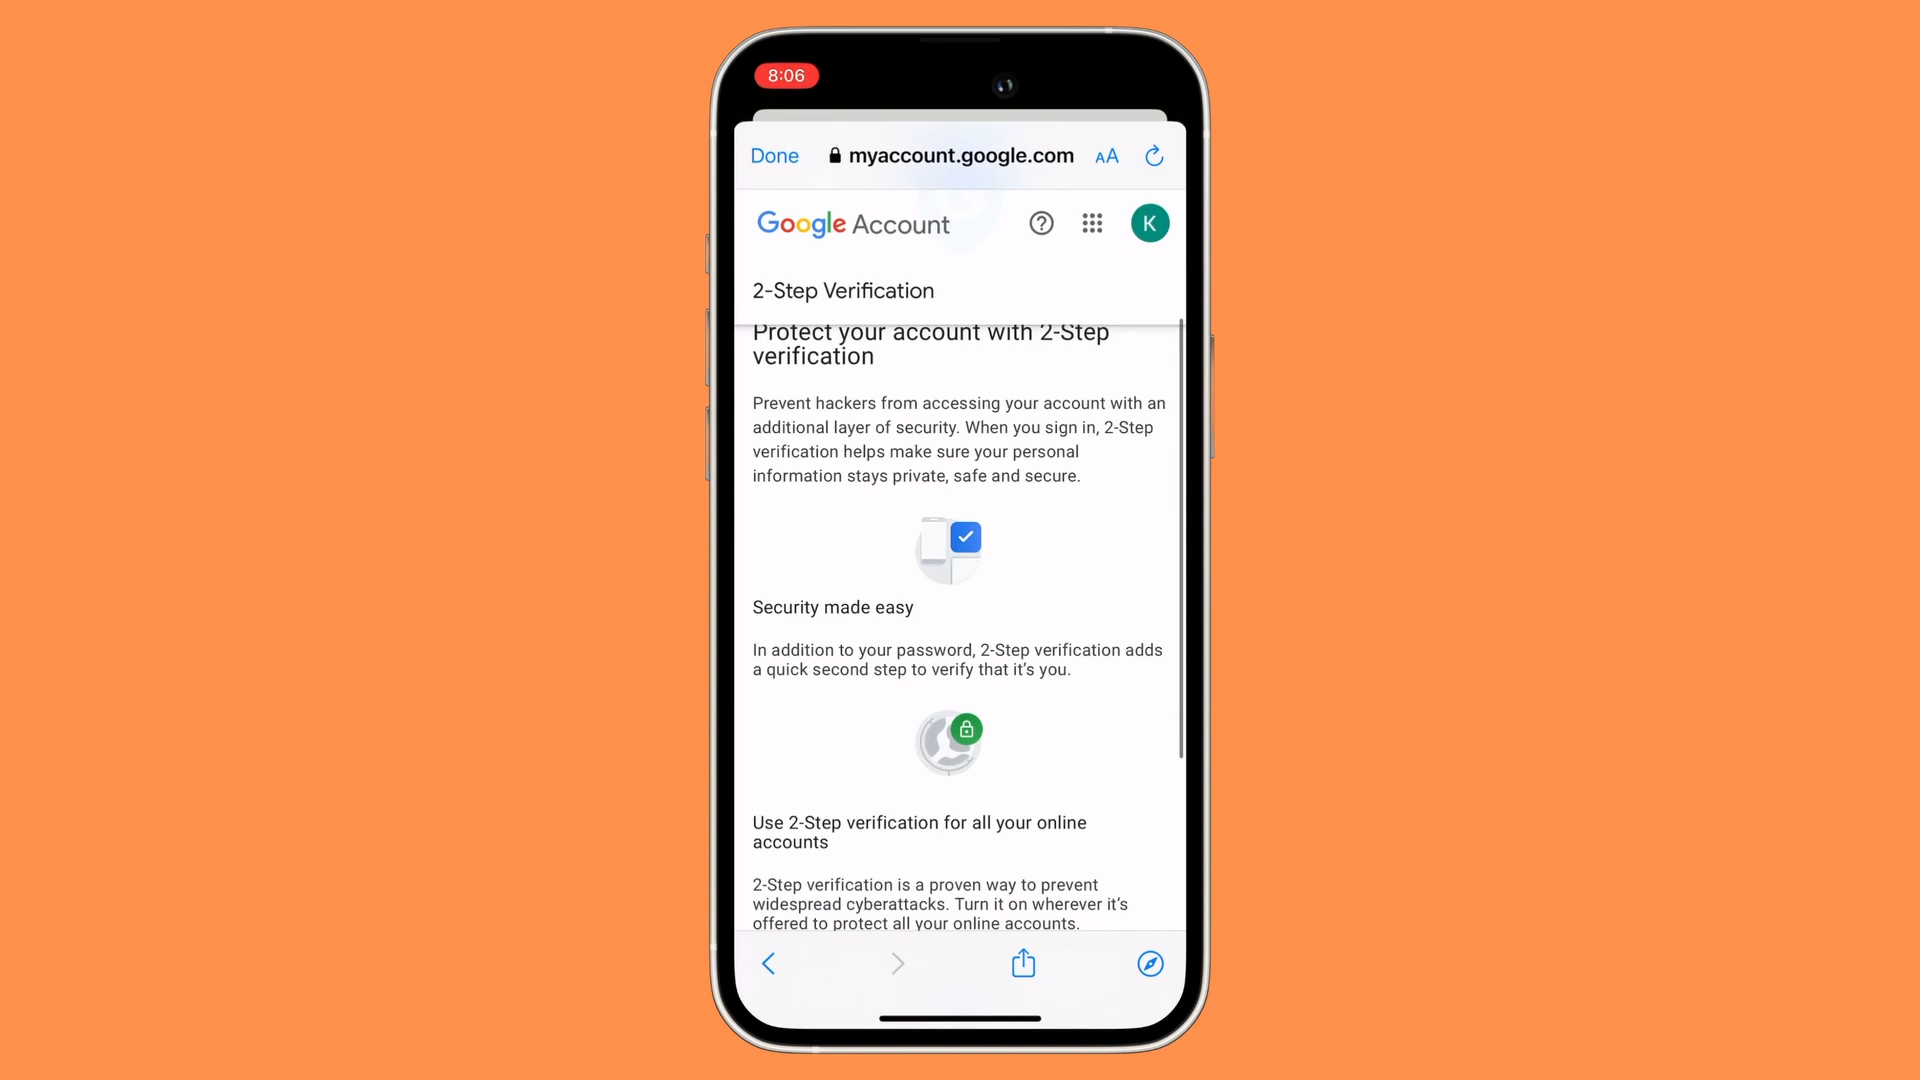 8:06
Done myaccount.google.com AA
Google Account K
2-Step Verification
Protect your account with 2-Step
verification
Prevent hackers from accessing your account with an
additional layer of security. When you sign in, 2-Step
verification helps make sure your personal
information stays private, safe and secure.
Security made easy
In addition to your password, 2-Step verification adds
a quick second step to verify that it’s you.
Use 2-Step verification for all your online
accounts
2-Step verification is a proven way to prevent
widespread cyberattacks. Turn it on wherever it’s
offered to protect all your online accounts.